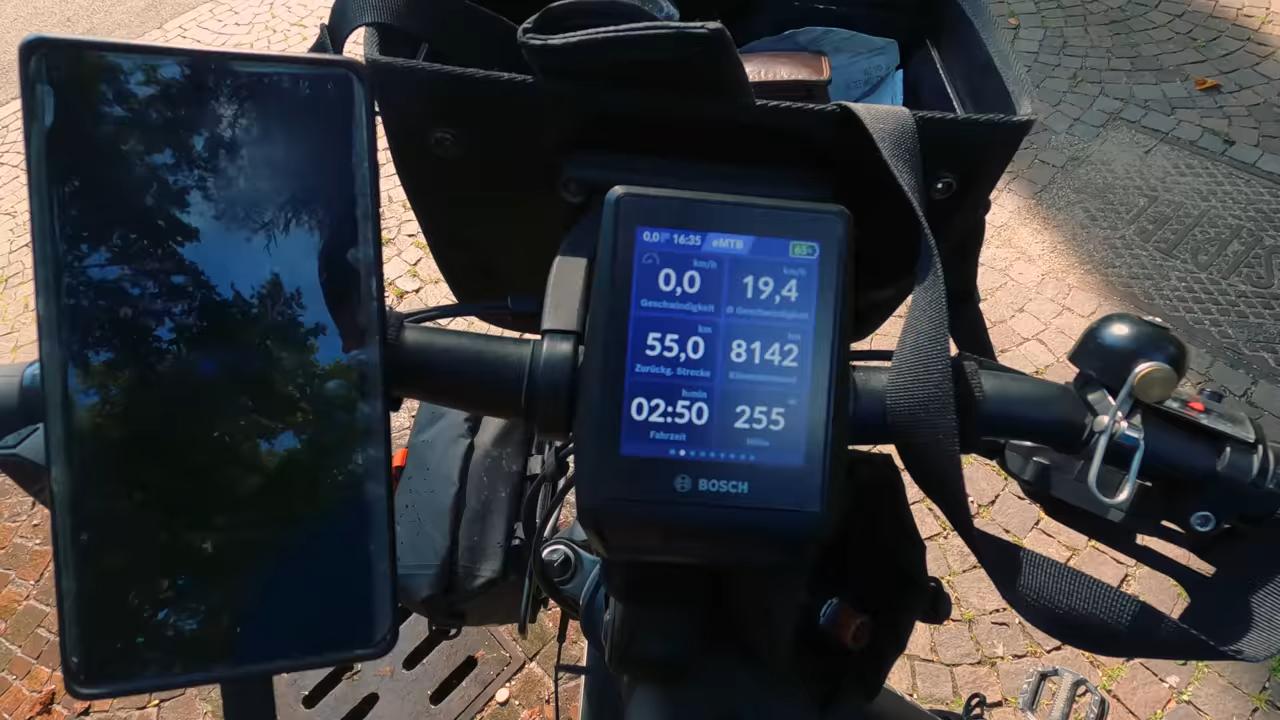 0,0 16:35 eMTB 65
km/h km/h
0,0 19,4
Geschwindigkeit Ø Geschwindigkeit
km km
55,0 8142
Zurückg. Strecke Kilometerstand
h:min m
02:50 255
Fahrzeit Höhe
BOSCH